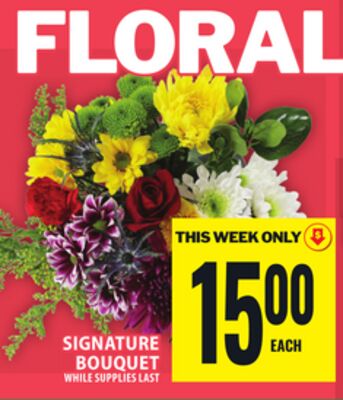 FLORAL
THIS WEEK ONLY
1500
EACH
SIGNATURE
BOUQUET
WHILE SUPPLIES LAST